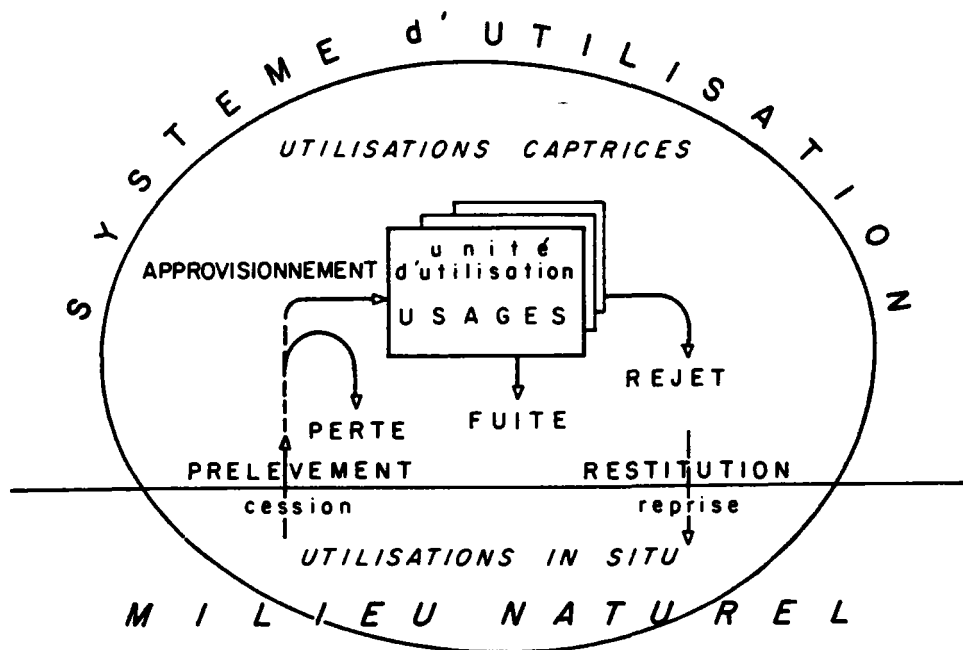 SYSTEME d'UTILISATION
UTILISATIONS CAPTRICES
unité
d'utilisation
APPROVISIONNEMENT
USAGES
REJET
FUITE
PERTE
PRELEVEMENT
RESTITUTION
cession
reprise
UTILISATIONS IN SITU
MILIEU NATUREL